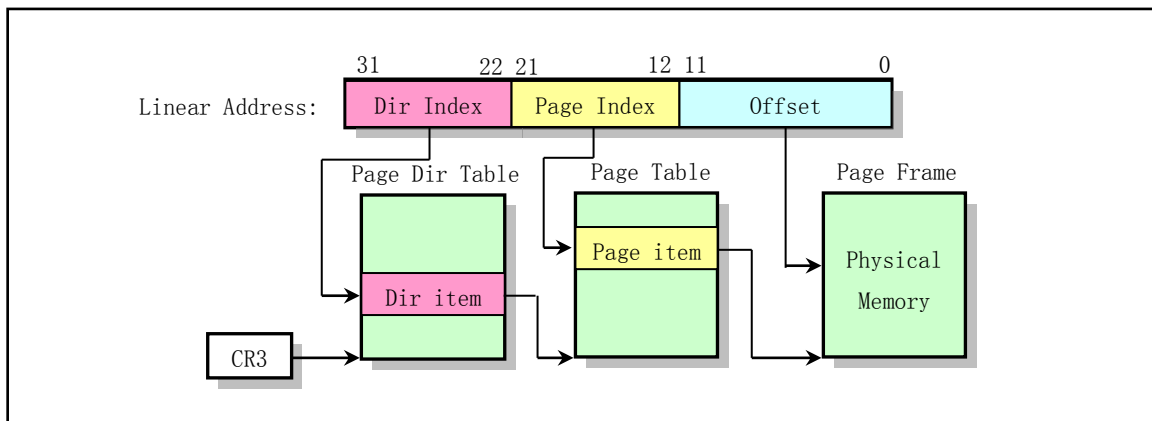 31 22 21 12 11 0
Linear Address: Dir Index Page Index Offset
Page Dir Table Page Table Page Frame
Page item
Physical
Memory
Dir item
CR3